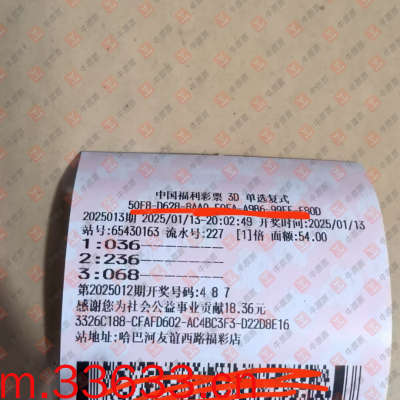 中国福利彩票 3D 单选复式
2025013期 2025/01/13-20:02:49 开奖时间:2025/01/13
站号:65430163 流水号:227 [1]倍 面额:54.00
1:036
2:236
3:068
第2025012期开奖号码:4 8 7
感谢您为社会公益事业贡献18.36元
3326C188-CFAFD602-AC4BC3F3-D22D8E16
站地址:哈巴河友谊西路福彩店